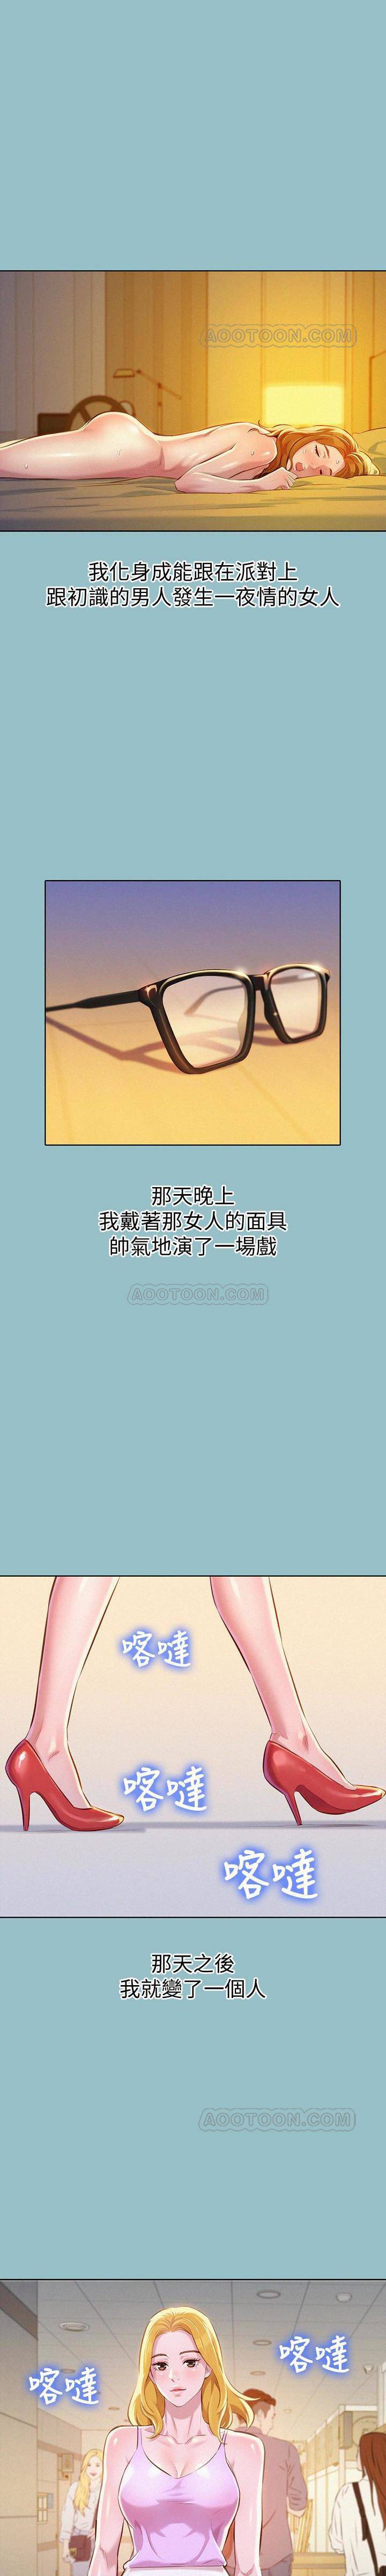 AOOTOON.COM
我化身成能跟在派對上
跟初識的男人發生一夜情的女人
那天晚上
我戴著那女人的面具
帥氣地演了一場戲
AOOTOON.COM
喀噠
喀噠
喀噠
那天之後
我就變了一個人
AOOTOON.COM
喀噠
喀噠